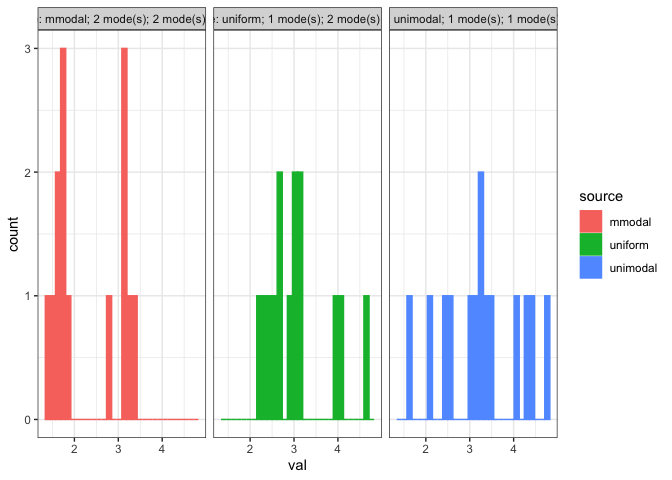 : mmodal; 2 mode(s); 2 mode(s)
: uniform; 1 mode(s); 2 mode(s)
unimodal; 1 mode(s); 1 mode(s
3
2
1
0
count
2 3 4
2 3 4
2 3 4
val
source
mmodal
uniform
unimodal